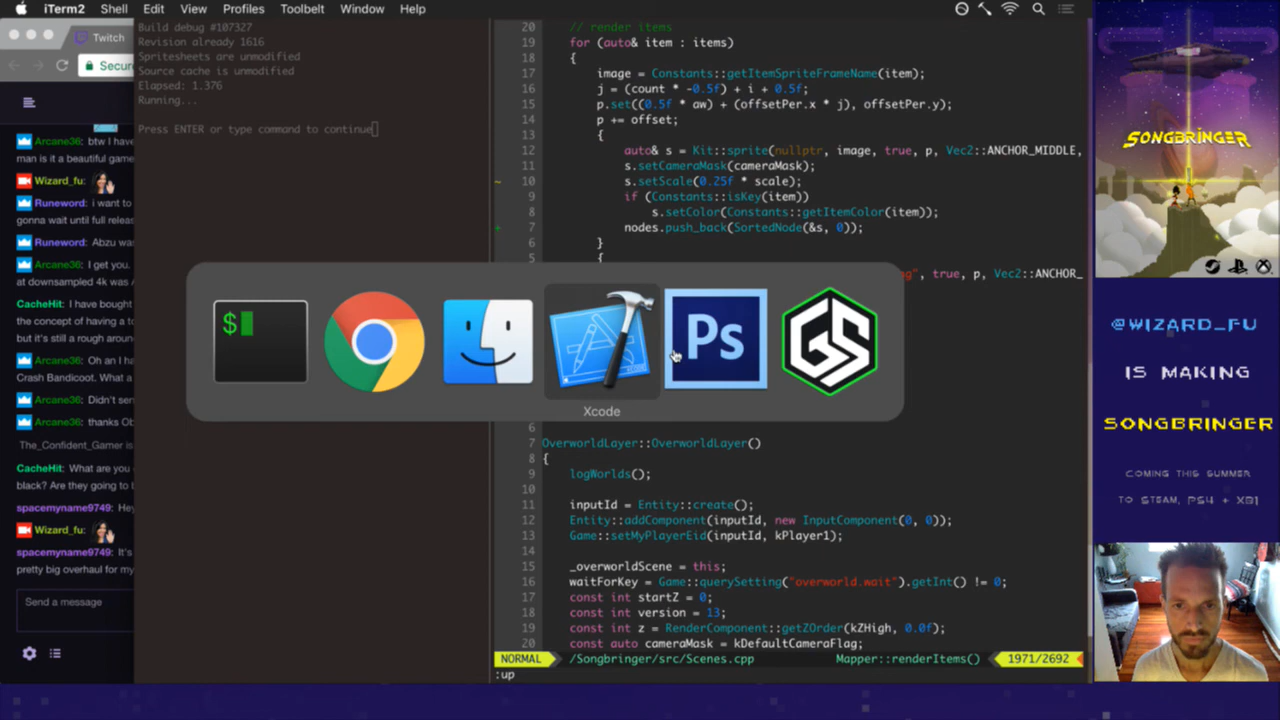 iTerm2 Shell Edit View Profiles Toolbelt Window Help
Twitch
Secure
Arcane36: btw I have
man is it a beautiful game
Wizard_fu:
Runeword: i want to
gonna wait until full releas
Runeword: Abzu was
Arcane36: I get you.
at downsampled 4k was
CacheHit: I have bought
the concept of having a to
but it's still a rough around
Arcane36: Oh an I ha
Crash Bandicoot. What a
Arcane36: Didn't sen
Arcane36: thanks Ob
The_Confident_Gamer is
CacheHit: What are you
black? Are they going to b
spacemyname9749: Hey
Wizard_fu:
spacemyname9749: It's
pretty big overhaul for my
Send a message
Build debug #107327
Revision already 1616
Spritesheets are unmodified
Source cache is unmodified
Elapsed: 1.376
Running...
Press ENTER or type command to continue
20 // render items
19 for (auto& item : items)
18 {
17 image = Constants::getItemSpriteFrameName(item);
16 j = (count * -0.5f) + i + 0.5f;
15 p.set((0.5f * aw) + (offsetPer.x * j), offsetPer.y);
14 p += offset;
13 {
12 auto& s = Kit::sprite(nullptr, image, true, p, Vec2::ANCHOR_MIDDLE,
11 s.setCameraMask(cameraMask);
~ 10 s.setScale(0.25f * scale);
9 if (Constants::isKey(item))
8 s.setColor(Constants::getItemColor(item));
+ 7 nodes.push_back(SortedNode(&s, 0));
6 }
5 {
g", true, p, Vec2::ANCHOR_
$
Ps
GS
Xcode
6
7 OverworldLayer::OverworldLayer()
8 {
9 logWorlds();
10
11 inputId = Entity::create();
12 Entity::addComponent(inputId, new InputComponent(0, 0));
13 Game::setMyPlayerEid(inputId, kPlayer1);
14
15 _overworldScene = this;
16 waitForKey = Game::querySetting("overworld.wait").getInt() != 0;
17 const int startZ = 0;
18 const int version = 13;
19 const int z = RenderComponent::getZOrder(kZHigh, 0.0f);
20 const auto cameraMask = kDefaultCameraFlag;
NORMAL /Songbringer/src/Scenes.cpp Mapper::renderItems() 1971/2692
:up
SONGBRINGER
@WIZARD_FU
IS MAKING
SONGBRINGER
COMING THIS SUMMER
TO STEAM, PS4 + XB1